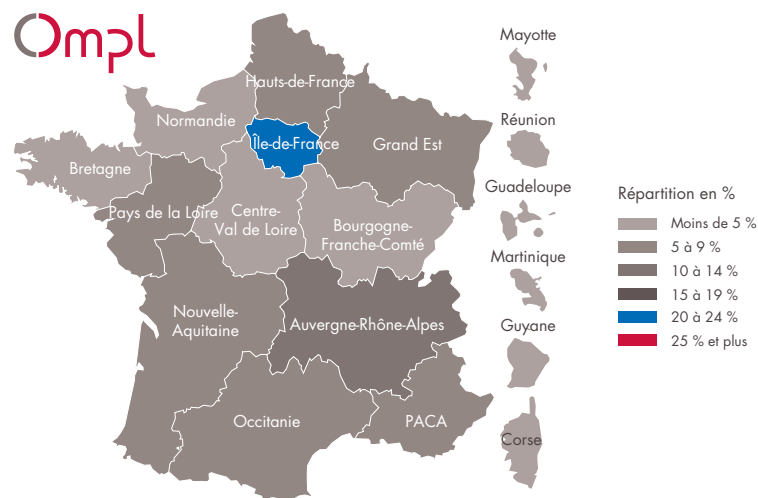 Ompl
Hauts-de-France
Normandie
Île-de-France
Grand Est
Bretagne
Pays de la Loire
Centre-
Val de Loire
Bourgogne-
Franche-Comté
Nouvelle-
Aquitaine
Auvergne-Rhône-Alpes
Occitanie
PACA
Mayotte
Réunion
Guadeloupe
Martinique
Guyane
Corse
Répartition en %
Moins de 5 %
5 à 9 %
10 à 14 %
15 à 19 %
20 à 24 %
25 % et plus